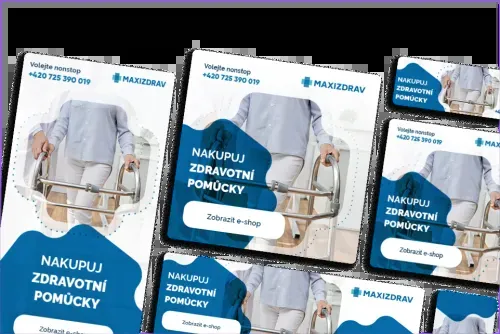 Volejte nonstop
+420 725 390 019
MAXIZDRAV
NAKUPUJ
ZDRAVOTNÍ
POMŮCKY
Zobrazit e-shop
Volejte nonstop
+420 725 390 019
MAXIZDRAV
NAKUPUJ
ZDRAVOTNÍ
POMŮCKY
Zobrazit e-shop
NAKUPUJ
ZDRAVOTNÍ
POMŮCKY
Volejte nonstop
+420 725 390 019
NAKUPUJ
ZDRAVOTNÍ
POMŮCKY
Zobrazit e-shop
NAKUPUJ
ZDRAVOTNÍ
POMŮCKY
Zobrazit e-shop
MAXIZDRAV